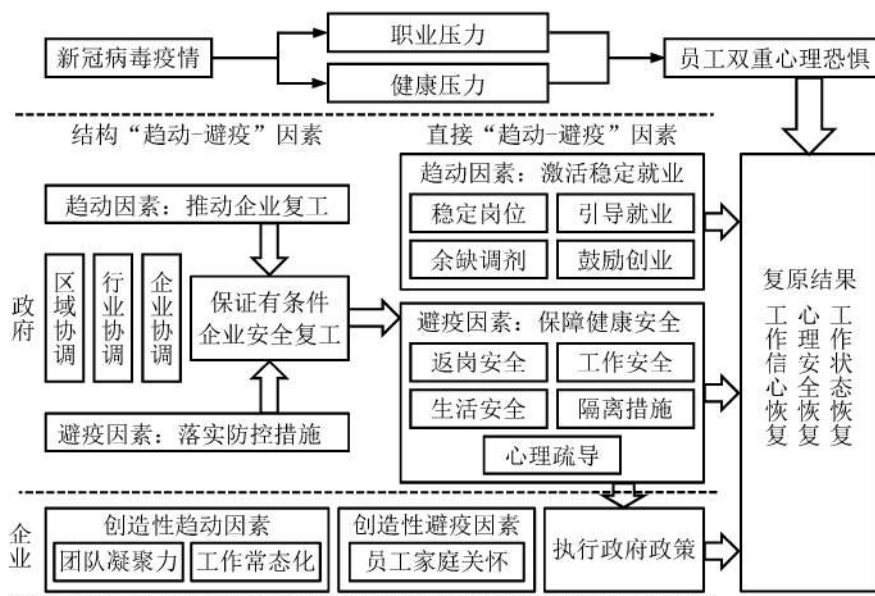 新冠病毒疫情
职业压力
健康压力
员工双重心理恐惧
结构“趋动-避疫”因素
直接“趋动-避疫”因素
政府
趋动因素：推动企业复工
区域协调
行业协调
企业协调
保证有条件
企业安全复工
避疫因素：落实防控措施
趋动因素：激活稳定就业
稳定岗位
引导就业
余缺调剂
鼓励创业
避疫因素：保障健康安全
返岗安全
工作安全
生活安全
隔离措施
心理疏导
复原结果
工作信心恢复
心理安全恢复
工作状态恢复
企业
创造性趋动因素
团队凝聚力
工作常态化
创造性避疫因素
员工家庭关怀
执行政府政策